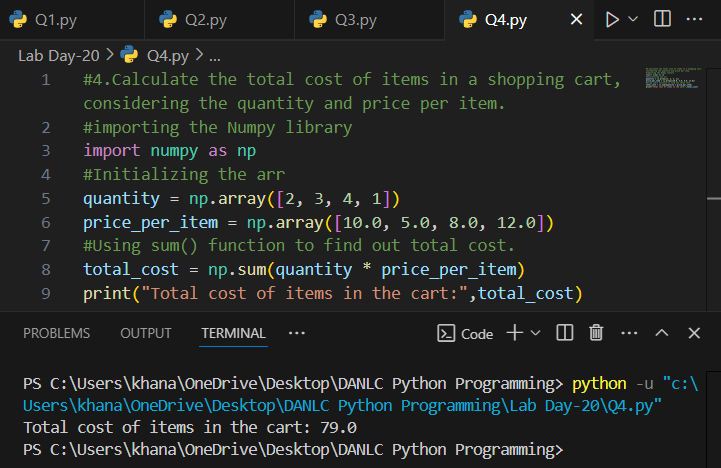 Q1.py Q2.py Q3.py Q4.py
Lab Day-20 > Q4.py > ...
1 #4.Calculate the total cost of items in a shopping cart,
considering the quantity and price per item.
2 #importing the Numpy library
3 import numpy as np
4 #Initializing the arr
5 quantity = np.array([2, 3, 4, 1])
6 price_per_item = np.array([10.0, 5.0, 8.0, 12.0])
7 #Using sum() function to find out total cost.
8 total_cost = np.sum(quantity * price_per_item)
9 print("Total cost of items in the cart:",total_cost)
PROBLEMS OUTPUT TERMINAL ... Code
PS C:\Users\khana\OneDrive\Desktop\DANLC Python Programming> python -u "c:\
Users\khana\OneDrive\Desktop\DANLC Python Programming\Lab Day-20\Q4.py"
Total cost of items in the cart: 79.0
PS C:\Users\khana\OneDrive\Desktop\DANLC Python Programming>